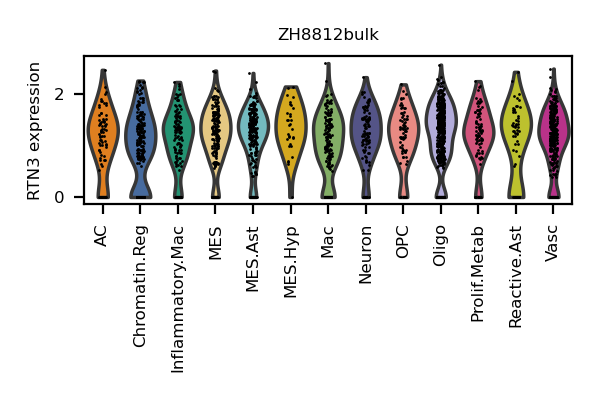 ZH8812bulk
RTN3 expression
2
0
AC
Chromatin.Reg
Inflammatory.Mac
MES
MES.Ast
MES.Hyp
Mac
Neuron
OPC
Oligo
Prolif.Metab
Reactive.Ast
Vasc